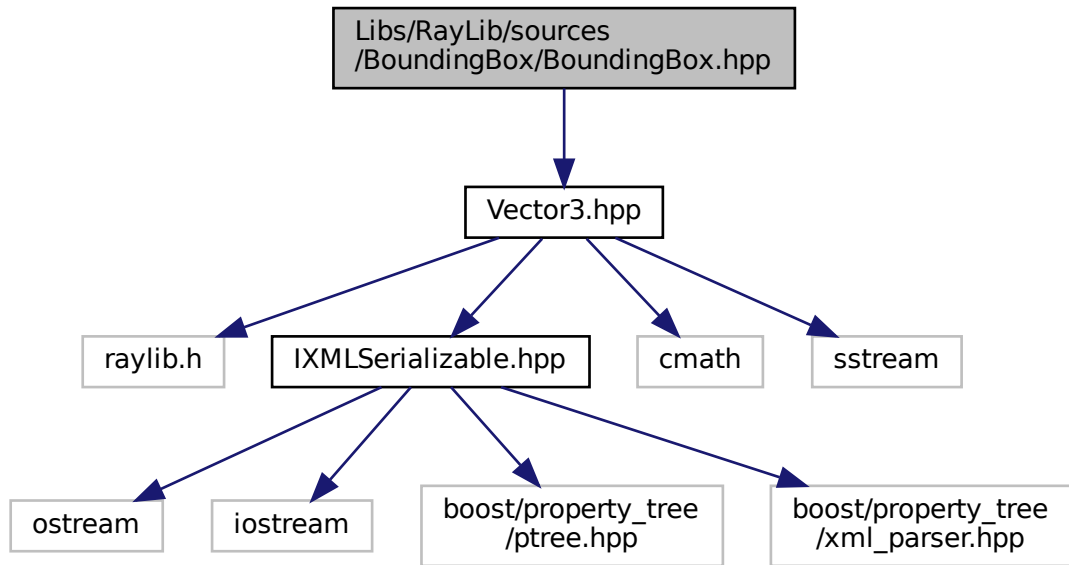 Libs/RayLib/sources
/BoundingBox/BoundingBox.hpp
Vector3.hpp
raylib.h
IXMLSerializable.hpp
cmath
sstream
ostream
iostream
boost/property_tree
/ptree.hpp
boost/property_tree
/xml_parser.hpp